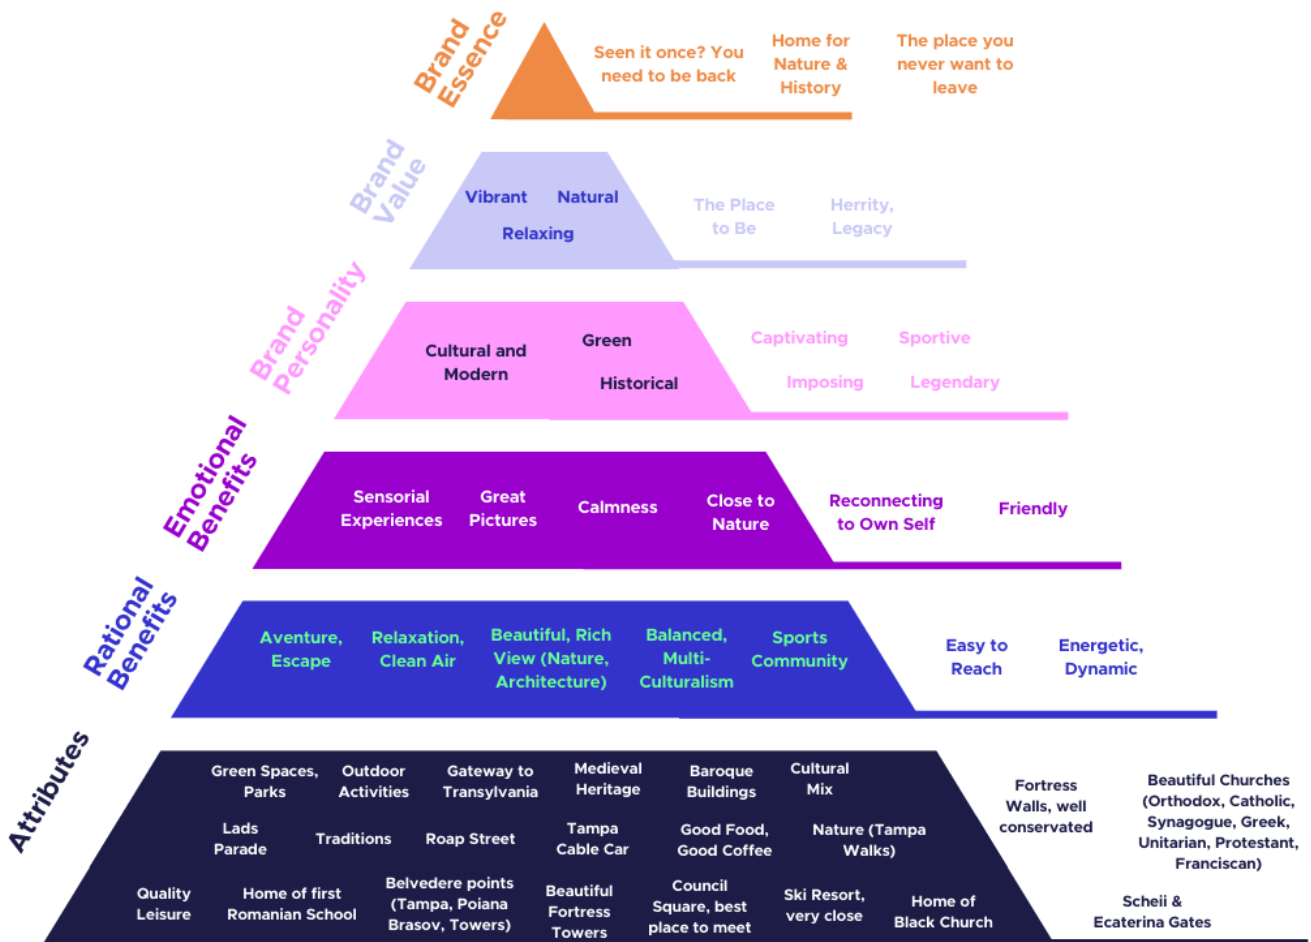 Brand
Essence
Seen it once? You
need to be back
Home for
Nature &
History
The place you
never want to
leave
Brand
Value
Vibrant
Natural
Relaxing
The Place
to Be
Herrity,
Legacy
Brand
Personality
Cultural and
Modern
Green
Historical
Captivating
Sportive
Imposing
Legendary
Emotional
Benefits
Sensorial
Experiences
Great
Pictures
Calmness
Close to
Nature
Reconnecting
to Own Self
Friendly
Rational
Benefits
Aventure,
Escape
Relaxation,
Clean Air
Beautiful, Rich
View (Nature,
Architecture)
Balanced,
Multi-
Culturalism
Sports
Community
Easy to
Reach
Energetic,
Dynamic
Attributes
Green Spaces,
Parks
Outdoor
Activities
Gateway to
Transylvania
Medieval
Heritage
Baroque
Buildings
Cultural
Mix
Lads
Parade
Traditions
Roap Street
Tampa
Cable Car
Good Food,
Good Coffee
Nature (Tampa
Walks)
Quality
Leisure
Home of first
Romanian School
Belvedere points
(Tampa, Poiana
Brasov, Towers)
Beautiful
Fortress
Towers
Council
Square, best
place to meet
Ski Resort,
very close
Home of
Black Church
Fortress
Walls, well
conservated
Beautiful Churches
(Orthodox, Catholic,
Synagogue, Greek,
Unitarian, Protestant,
Franciscan)
Scheii &
Ecaterina Gates